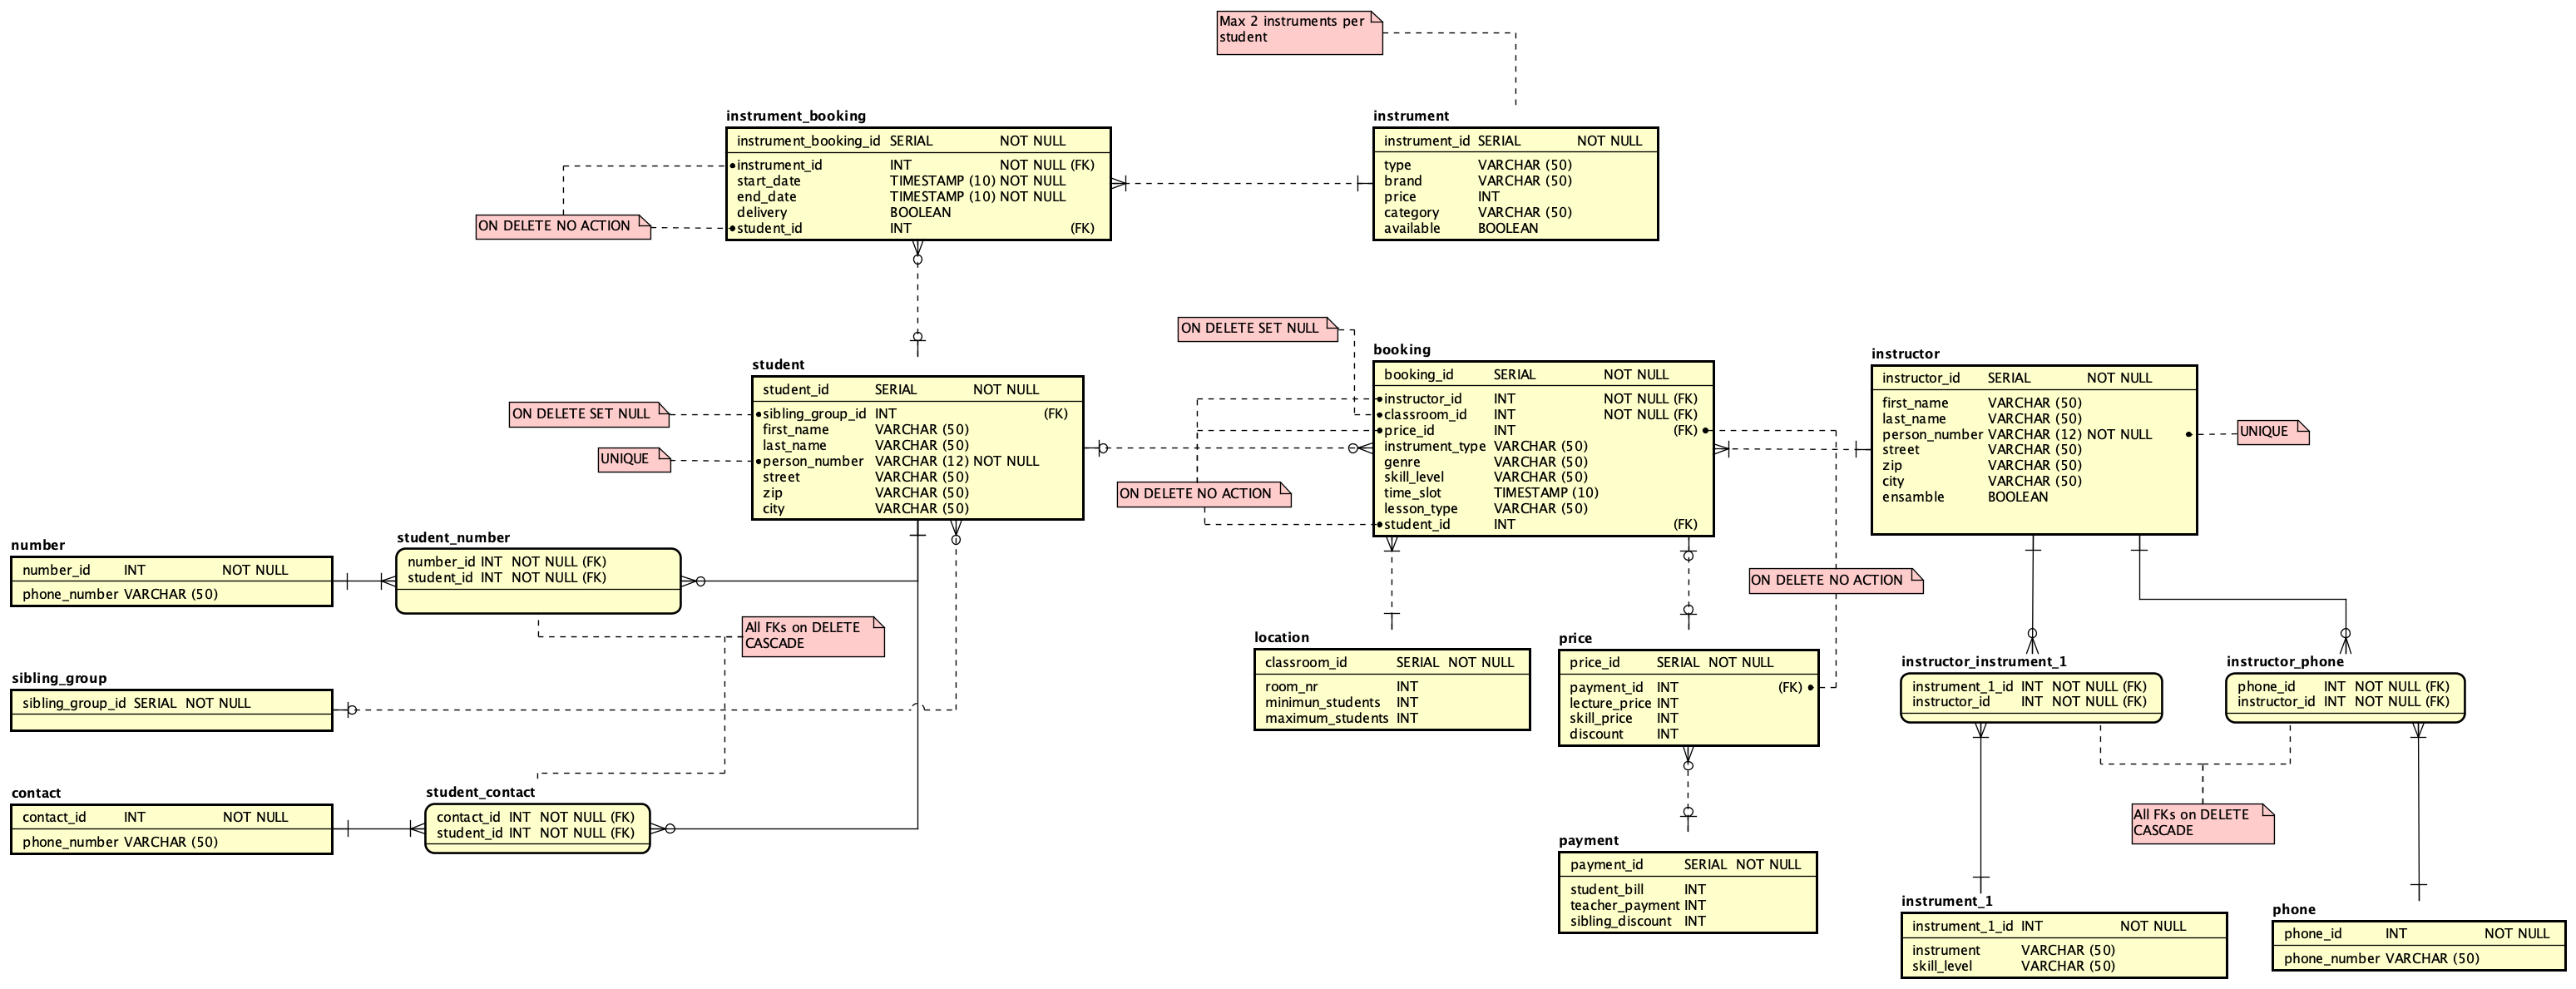 Max 2 instruments per
student
instrument_booking
instrument_booking_id SERIAL NOT NULL
instrument_id INT NOT NULL (FK)
start_date TIMESTAMP (10) NOT NULL
end_date TIMESTAMP (10) NOT NULL
delivery BOOLEAN
student_id INT (FK)
ON DELETE NO ACTION
instrument
instrument_id SERIAL NOT NULL
type VARCHAR (50)
brand VARCHAR (50)
price INT
category VARCHAR (50)
available BOOLEAN
student
student_id SERIAL NOT NULL
sibling_group_id INT (FK)
first_name VARCHAR (50)
last_name VARCHAR (50)
person_number VARCHAR (12) NOT NULL
street VARCHAR (50)
zip VARCHAR (50)
city VARCHAR (50)
ON DELETE SET NULL
UNIQUE
ON DELETE SET NULL
ON DELETE NO ACTION
booking
booking_id SERIAL NOT NULL
instructor_id INT NOT NULL (FK)
classroom_id INT NOT NULL (FK)
price_id INT (FK)
instrument_type VARCHAR (50)
genre VARCHAR (50)
skill_level VARCHAR (50)
time_slot TIMESTAMP (10)
lesson_type VARCHAR (50)
student_id INT (FK)
instructor
instructor_id SERIAL NOT NULL
first_name VARCHAR (50)
last_name VARCHAR (50)
person_number VARCHAR (12) NOT NULL
street VARCHAR (50)
zip VARCHAR (50)
city VARCHAR (50)
ensamble BOOLEAN
UNIQUE
number
number_id INT NOT NULL
phone_number VARCHAR (50)
student_number
number_id INT NOT NULL (FK)
student_id INT NOT NULL (FK)
All FKs on DELETE
CASCADE
ON DELETE NO ACTION
sibling_group
sibling_group_id SERIAL NOT NULL
location
classroom_id SERIAL NOT NULL
room_nr INT
minimun_students INT
maximum_students INT
price
price_id SERIAL NOT NULL
payment_id INT (FK)
lecture_price INT
skill_price INT
discount INT
instructor_instrument_1
instrument_1_id INT NOT NULL (FK)
instructor_id INT NOT NULL (FK)
instructor_phone
phone_id INT NOT NULL (FK)
instructor_id INT NOT NULL (FK)
contact
contact_id INT NOT NULL
phone_number VARCHAR (50)
student_contact
contact_id INT NOT NULL (FK)
student_id INT NOT NULL (FK)
All FKs on DELETE
CASCADE
payment
payment_id SERIAL NOT NULL
student_bill INT
teacher_payment INT
sibling_discount INT
instrument_1
instrument_1_id INT NOT NULL
instrument VARCHAR (50)
skill_level VARCHAR (50)
phone
phone_id INT NOT NULL
phone_number VARCHAR (50)